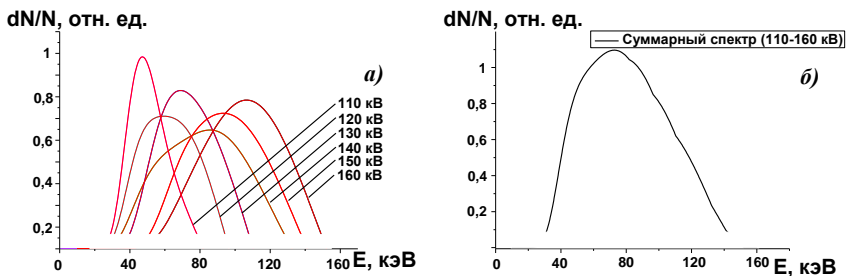 dN/N, отн. ед.
1
0,8
0,6
0,4
0,2
0
40
80
120
160
E, кэВ
а)
110 кВ
120 кВ
130 кВ
140 кВ
150 кВ
160 кВ
dN/N, отн. ед.
Суммарный спектр (110-160 кВ)
б)
1
0,8
0,6
0,4
0,2
0
40
80
120
160
E, кэВ